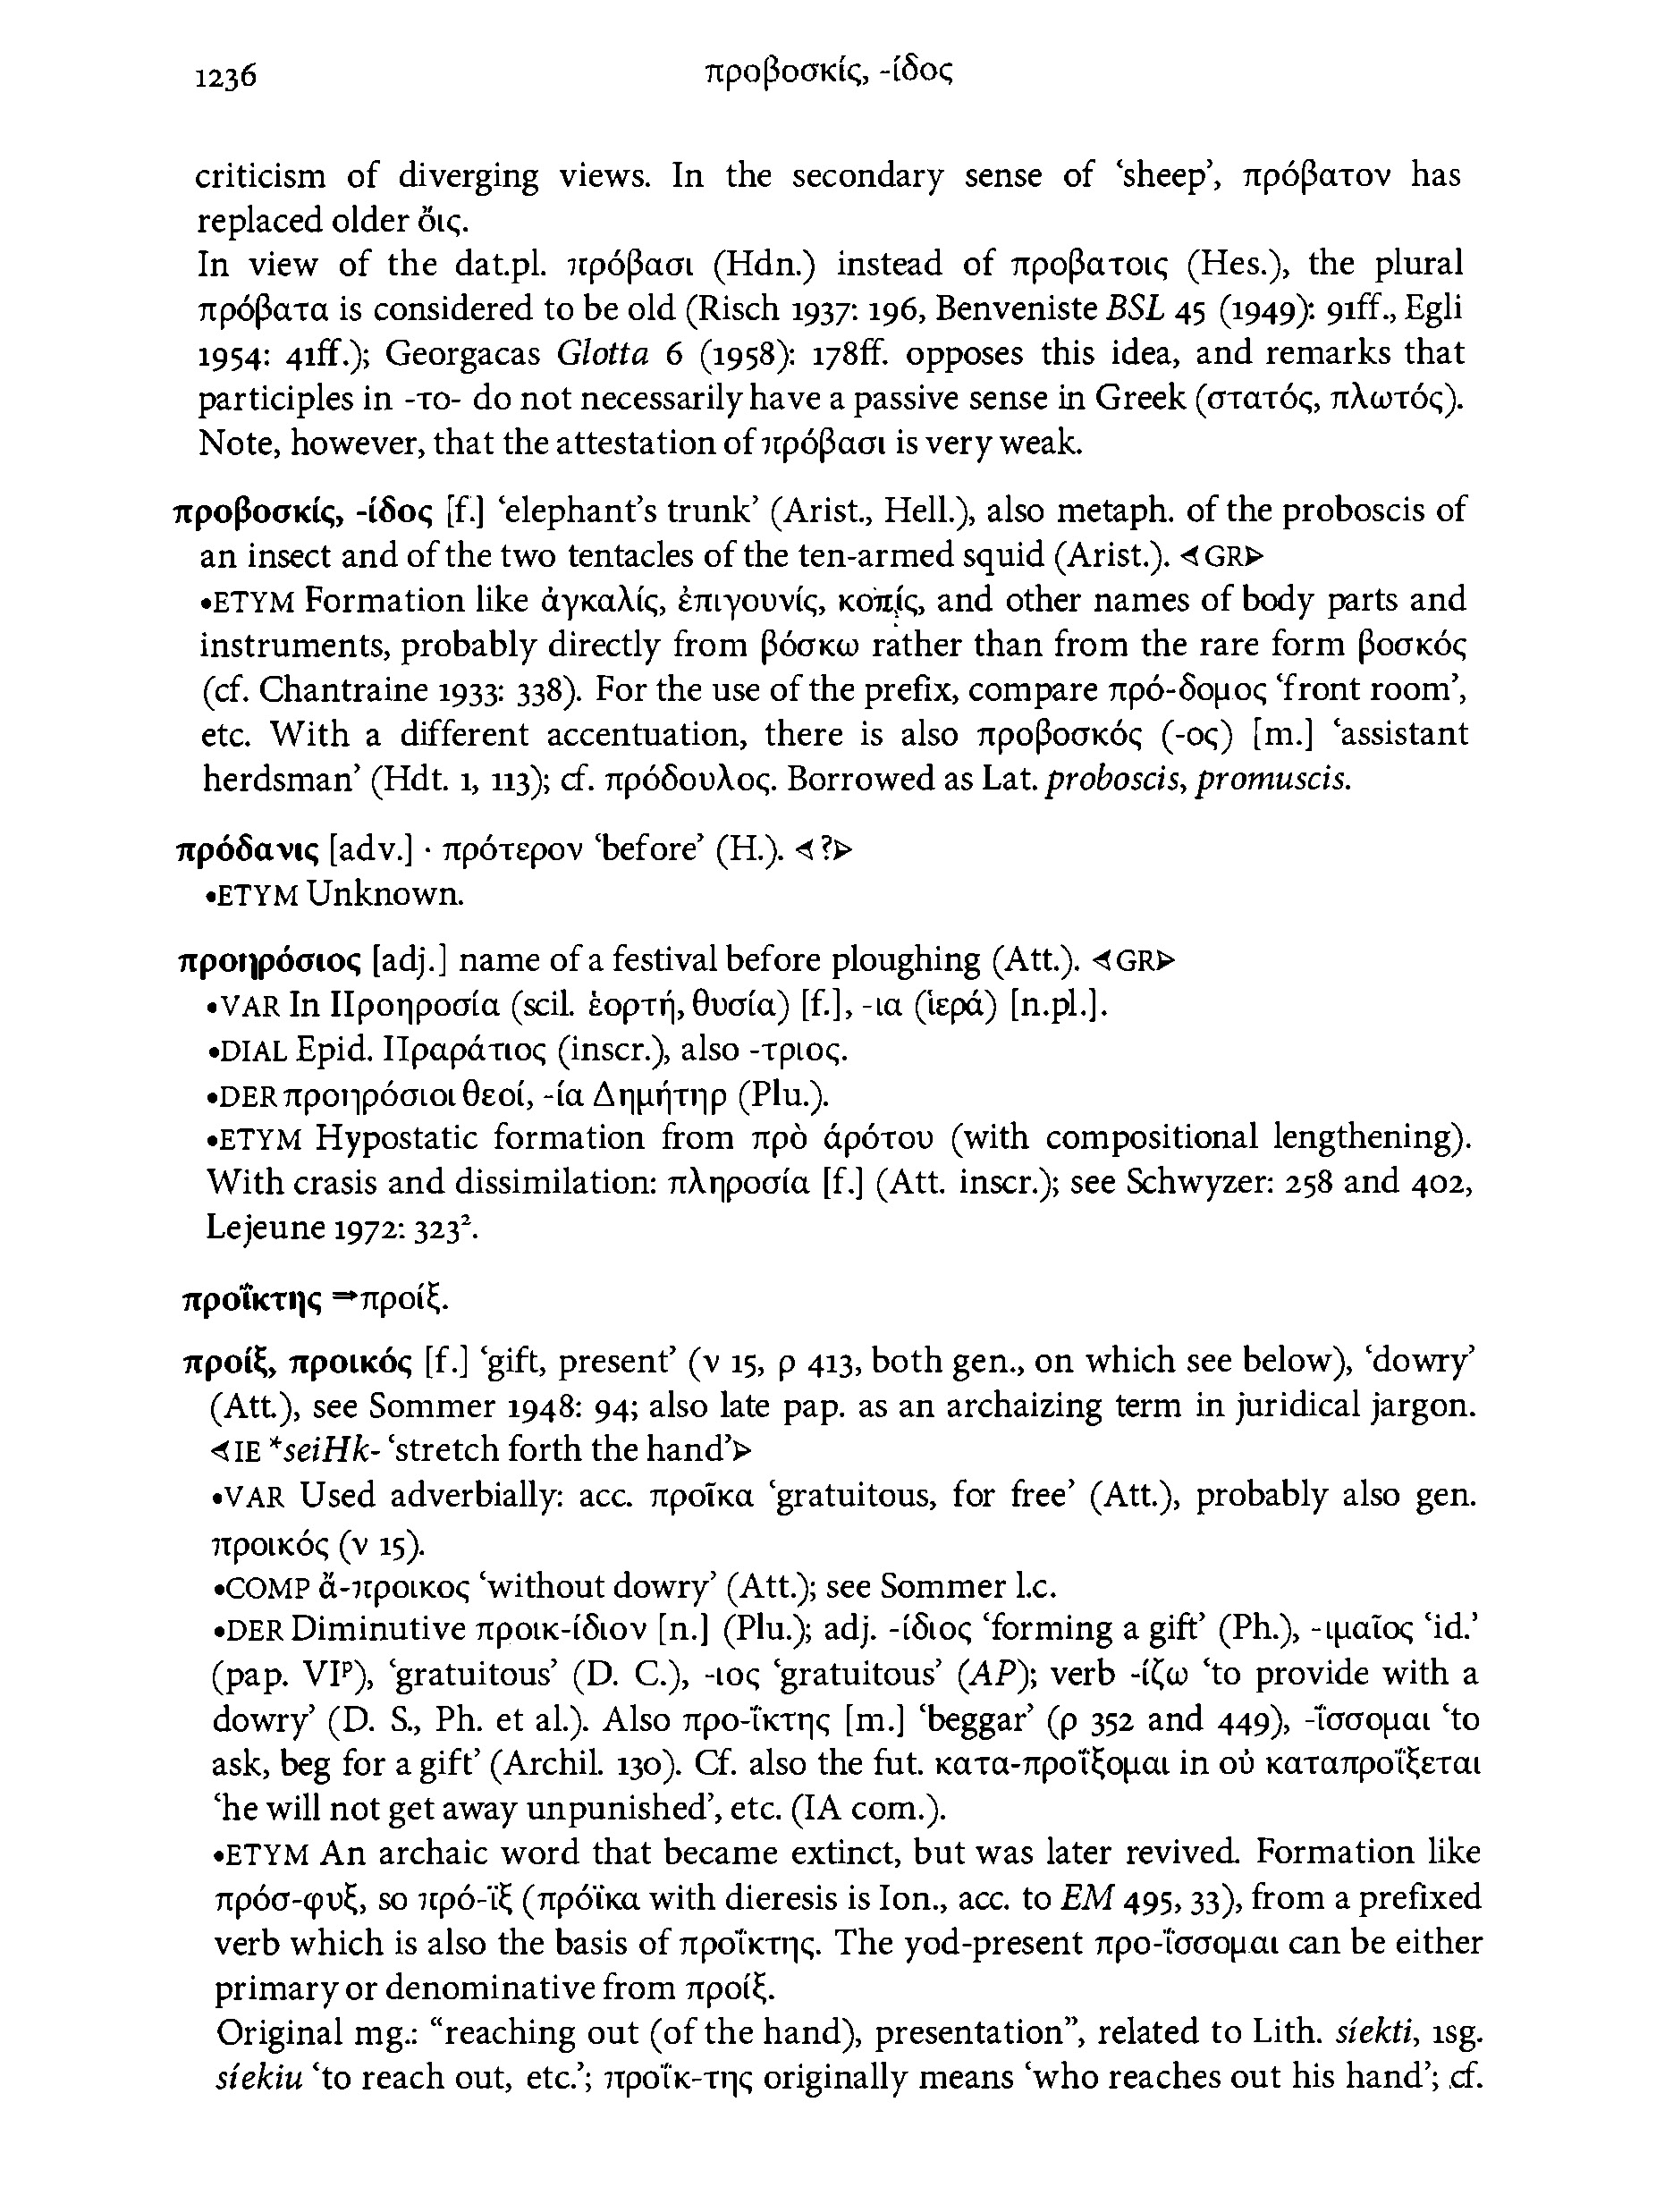 1236
προβοσκίς, -ίδος
criticism of diverging views. In the secondary sense of ‘sheep’, πρόβατον has
replaced older ὄις.
In view of the dat.pl. πρόβασι (Hdn.) instead of προβατοις (Hes.), the plural
πρόβατα is considered to be old (Risch 1937: 196, Benveniste BSL 45 (1949): 91ff., Egli
1954: 41ff.); Georgacas Glotta 6 (1958): 178ff. opposes this idea, and remarks that
participles in -το- do not necessarily have a passive sense in Greek (στατός, πλωτός).
Note, however, that the attestation of πρόβασι is very weak.
προβοσκίς, -ίδος [f.] ‘elephant’s trunk’ (Arist., Hell.), also metaph. of the proboscis of
an insect and of the two tentacles of the ten-armed squid (Arist.). ◁GR▷
•ETYM Formation like ἀγκαλίς, ἐπιγουνίς, κοπίς, and other names of body parts and
instruments, probably directly from βόσκω rather than from the rare form βοσκός
(cf. Chantraine 1933: 338). For the use of the prefix, compare πρό-δομος ‘front room’,
etc. With a different accentuation, there is also προβοσκός (-ος) [m.] ‘assistant
herdsman’ (Hdt. 1, 113); cf. πρόδουλος. Borrowed as Lat. proboscis, promuscis.
πρόδανις [adv.] · πρότερον ‘before’ (H.). ◁?▷
•ETYM Unknown.
προηρόσιος [adj.] name of a festival before ploughing (Att.). ◁GR▷
•VAR In Προηροσία (scil. ἑορτή, θυσία) [f.], -ια (ἱερά) [n.pl.].
•DIAL Epid. Πραράτιος (inscr.), also -τριος.
•DER προηρόσιοι θεοί, -ία Δημήτηρ (Plu.).
•ETYM Hypostatic formation from πρὸ ἀρότου (with compositional lengthening).
With crasis and dissimilation: πληροσία [f.] (Att. inscr.); see Schwyzer: 258 and 402,
Lejeune 1972: 323².
προΐκτης ⇒προίξ.
προίξ, προικός [f.] ‘gift, present’ (ν 15, ρ 413, both gen., on which see below), ‘dowry’
(Att.), see Sommer 1948: 94; also late pap. as an archaizing term in juridical jargon.
◁IE *seiHk- ‘stretch forth the hand’▷
•VAR Used adverbially: acc. προῖκα ‘gratuitous, for free’ (Att.), probably also gen.
προικός (ν 15).
•COMP ἄ-προικος ‘without dowry’ (Att.); see Sommer l.c.
•DER Diminutive προικ-ίδιον [n.] (Plu.); adj. -ίδιος ‘forming a gift’ (Ph.), -ιμαῖος ‘id.’
(pap. VIᵖ), ‘gratuitous’ (D. C.), -ιος ‘gratuitous’ (AP); verb -ίζω ‘to provide with a
dowry’ (D. S., Ph. et al.). Also προ-ΐκτης [m.] ‘beggar’ (ρ 352 and 449), -ΐσσομαι ‘to
ask, beg for a gift’ (Archil. 130). Cf. also the fut. κατα-προΐξομαι in οὐ καταπροΐξεται
‘he will not get away unpunished’, etc. (IA com.).
•ETYM An archaic word that became extinct, but was later revived. Formation like
πρόσ-φυξ, so πρό-ϊξ (πρόϊκα with dieresis is Ion., acc. to EM 495, 33), from a prefixed
verb which is also the basis of προΐκτης. The yod-present προ-ΐσσομαι can be either
primary or denominative from προίξ.
Original mg.: “reaching out (of the hand), presentation”, related to Lith. síekti, 1sg.
síekiu ‘to reach out, etc.’; προΐκ-της originally means ‘who reaches out his hand’; cf.